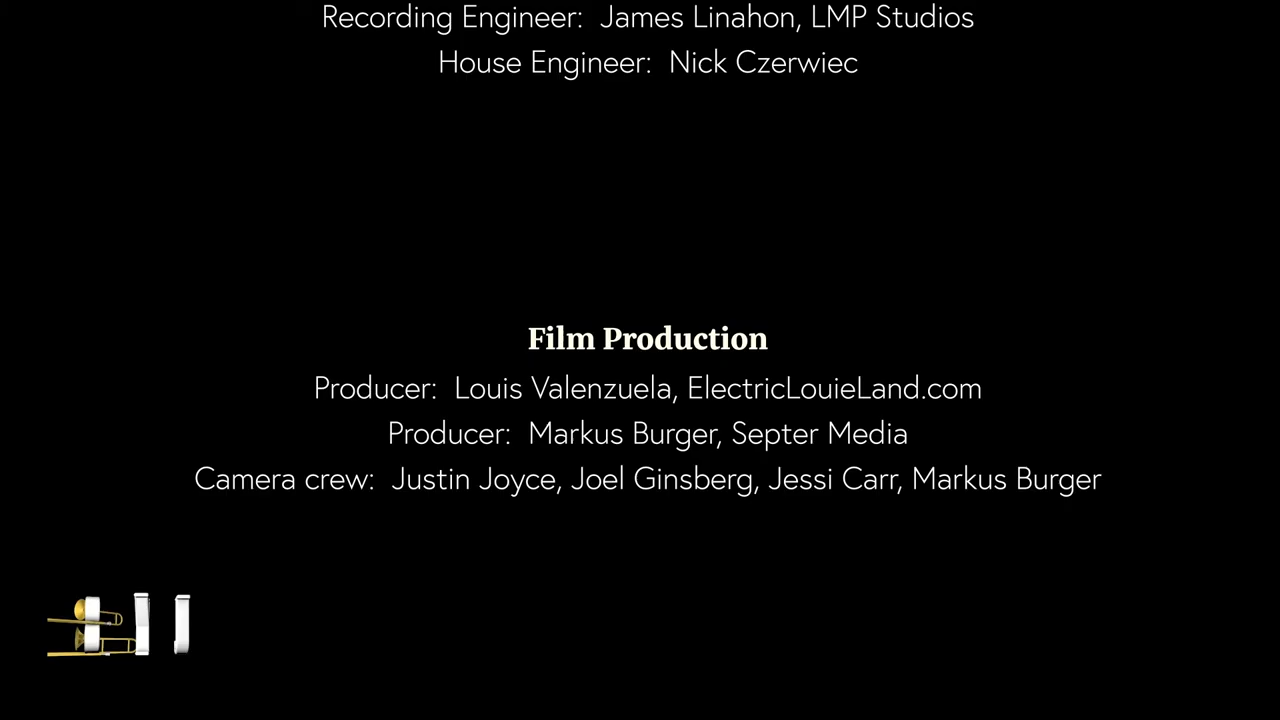 Recording Engineer:  James Linahon, LMP Studios
House Engineer:  Nick Czerwiec
Film Production
Producer:  Louis Valenzuela, ElectricLouieLand.com
Producer:  Markus Burger, Septer Media
Camera crew:  Justin Joyce, Joel Ginsberg, Jessi Carr, Markus Burger